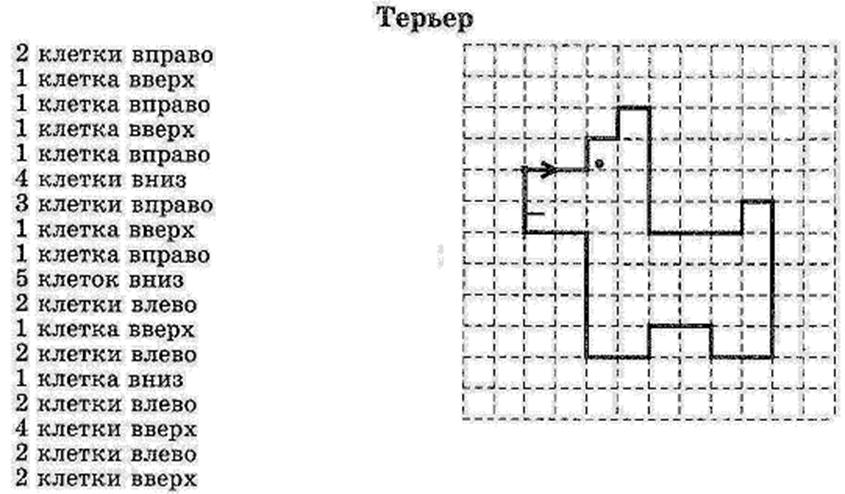 Терьер
2 клетки вправо
1 клетка вверх
1 клетка вправо
1 клетка вверх
1 клетка вправо
4 клетки вниз
3 клетки вправо
1 клетка вверх
1 клетка вправо
5 клеток вниз
2 клетки влево
1 клетка вверх
2 клетки влево
1 клетка вниз
2 клетки влево
4 клетки вверх
2 клетки влево
2 клетки вверх